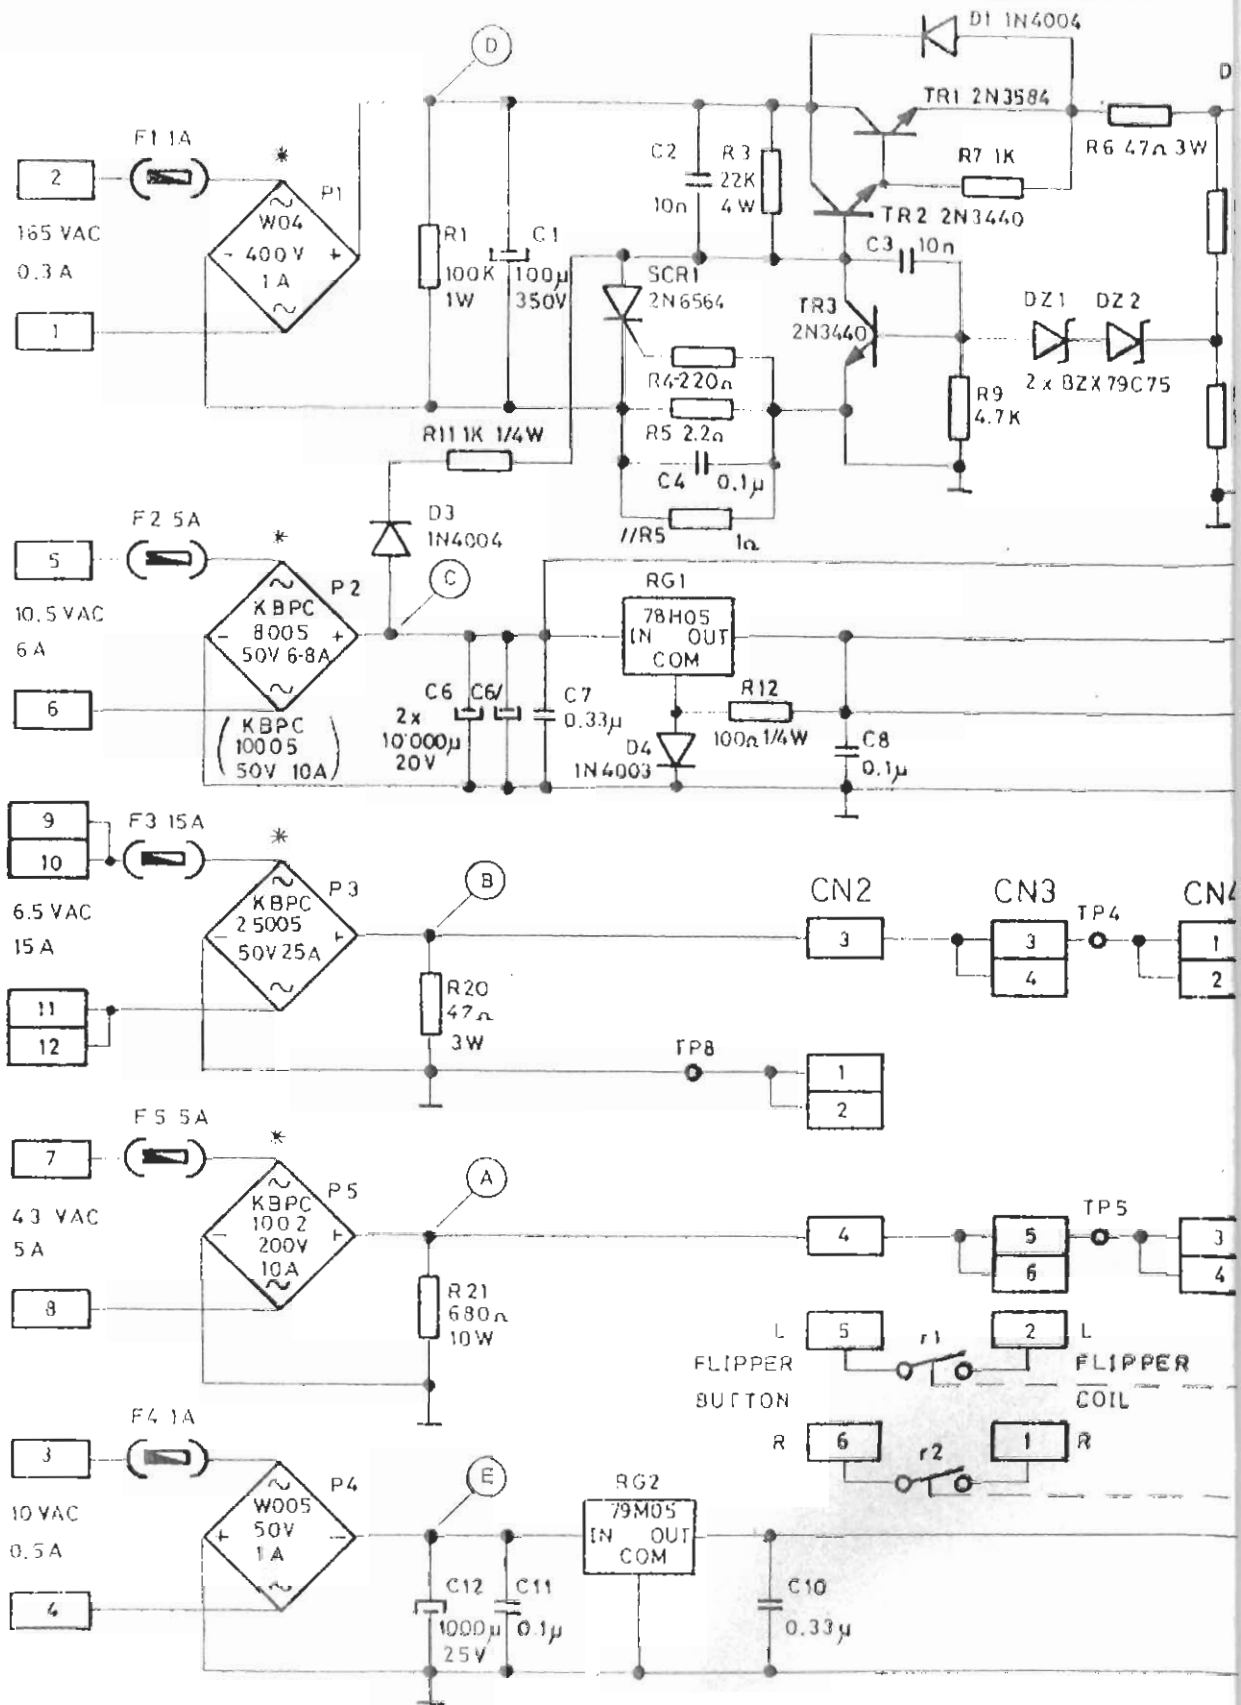 D1 1N4004
D
D
TR1 2N3584
F1 1A
*
2
P1
C2
R3
22K
4W
10n
R7 1K
R6 47Ω 3W
W04
400V
1A
-
+
165 VAC
0.3 A
TR2 2N3440
R1
100K
1W
C1
100µ
350V
SCR1
2N6564
C3
10n
1
TR3
2N3440
DZ1
DZ2
2 x BZX79C75
R4 220Ω
R9
4.7K
R11 1K 1/4W
R5 2.2Ω
C4
0.1µ
//R5
1Ω
D3
1N4004
F2 5A
*
5
C
RG1
P2
10.5 VAC
6A
KBPC
8005
50V 6-8A
-
+
78H05
IN OUT
COM
6
C6
C6/
C7
0.33µ
R12
100Ω 1/4W
2x
10'000µ
20V
D4
1N4003
C8
0.1µ
(KBPC
10005
50V 10A)
9
10
F3 15A
*
6.5 VAC
15A
KBPC
25005
50V 25A
-
+
P3
B
CN2
CN3
TP4
CN4
3
3
4
1
2
11
12
R20
47Ω
3W
TP8
1
2
F5 5A
*
7
43 VAC
5A
KBPC
1002
200V
10A
-
+
P5
A
4
5
6
TP5
3
4
8
R21
680Ω
10W
L
5
r1
2
L
FLIPPER
FLIPPER
BUTTON
COIL
R
6
r2
1
R
F4 1A
*
3
P4
E
RG2
10 VAC
0.5A
W005
50V
1A
+
-
79M05
IN OUT
COM
4
C12
1000µ
25V
C11
0.1µ
C10
0.33µ